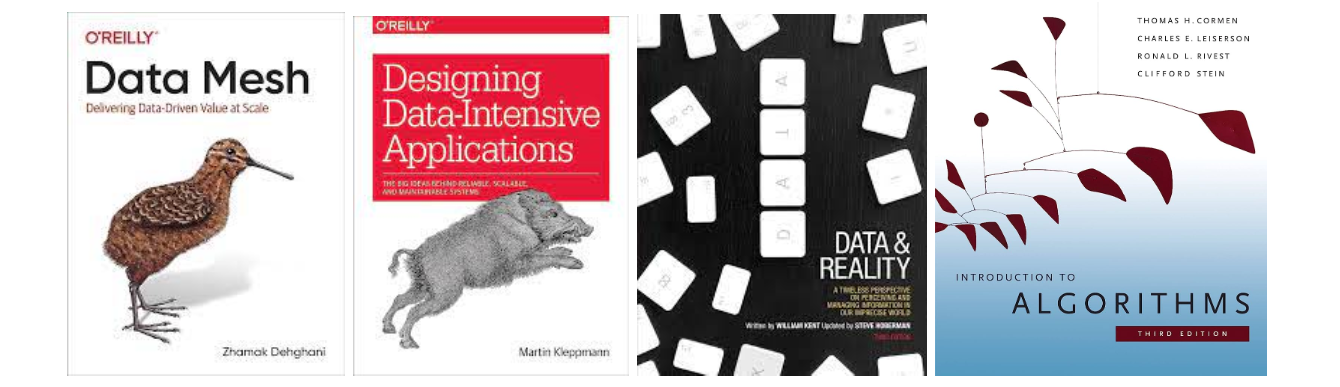 O'REILLY
Data Mesh
Delivering Data-Driven Value at Scale
Zhamak Dehghani
O'REILLY
Designing
Data-Intensive
Applications
THE BIG IDEAS BEHIND RELIABLE, SCALABLE,
AND MAINTAINABLE SYSTEMS
Martin Kleppmann
DATA
DATA &
REALITY
A TIMELESS PERSPECTIVE
ON PERCEIVING AND
MANAGING INFORMATION IN
OUR IMPRECISE WORLD
Written by WILLIAM KENT Updated by STEVE HOBERMAN
THIRD EDITION
THOMAS H. CORMEN
CHARLES E. LEISERSON
RONALD L. RIVEST
CLIFFORD STEIN
INTRODUCTION TO
ALGORITHMS
THIRD EDITION